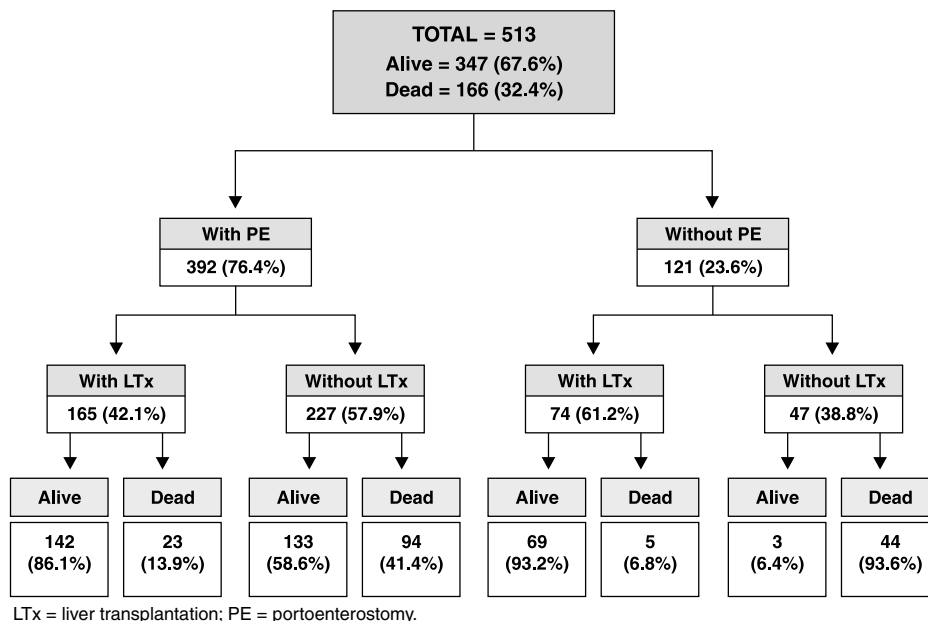 TOTAL = 513
Alive = 347 (67.6%)
Dead = 166 (32.4%)
With PE
392 (76.4%)
Without PE
121 (23.6%)
With LTx
165 (42.1%)
Without LTx
227 (57.9%)
With LTx
74 (61.2%)
Without LTx
47 (38.8%)
Alive
142
(86.1%)
Dead
23
(13.9%)
Alive
133
(58.6%)
Dead
94
(41.4%)
Alive
69
(93.2%)
Dead
5
(6.8%)
Alive
3
(6.4%)
Dead
44
(93.6%)
LTx = liver transplantation; PE = portoenterostomy.